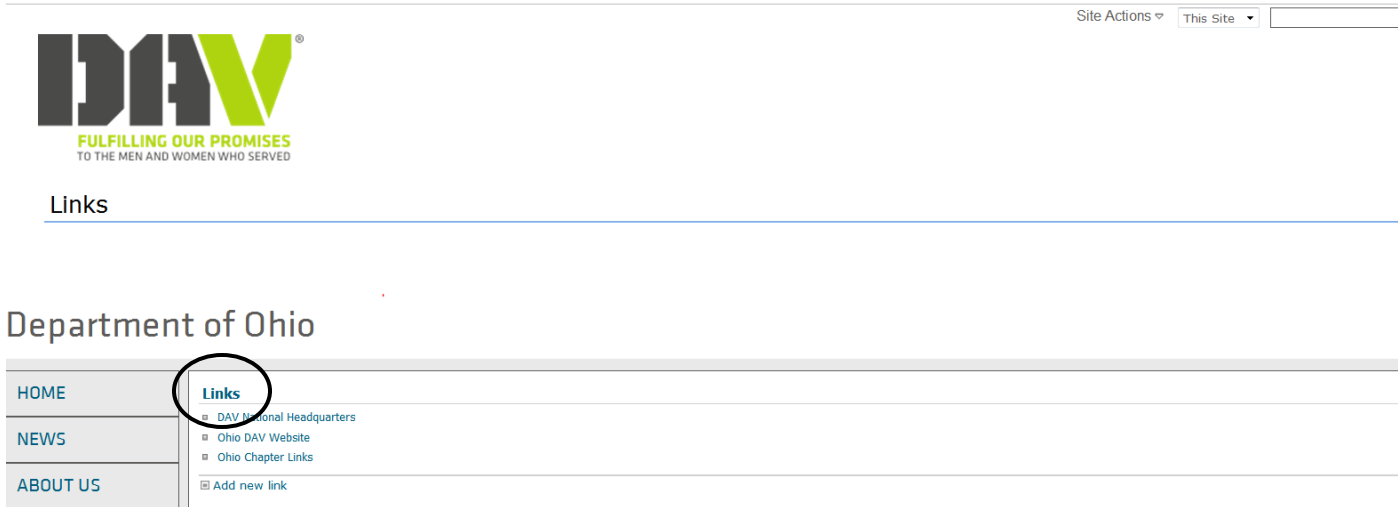 Site Actions This Site
DAV®
FULFILLING OUR PROMISES
TO THE MEN AND WOMEN WHO SERVED
Links
Department of Ohio
HOME
NEWS
ABOUT US
Links
DAV National Headquarters
Ohio DAV Website
Ohio Chapter Links
Add new link